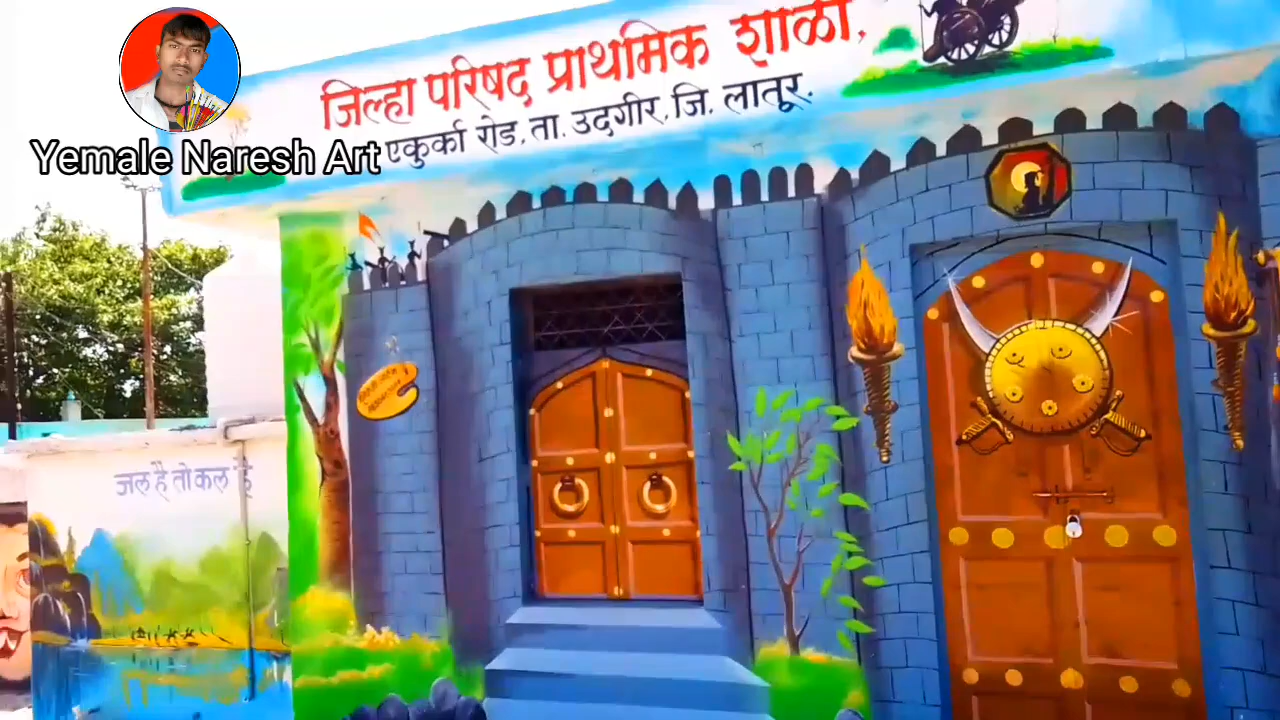 जिल्हा परिषद प्राथमिक शाळा,
एकुर्का रोड, ता. उदगीर, जि. लातूर.
Yemale Naresh Art
जल है तो कल है